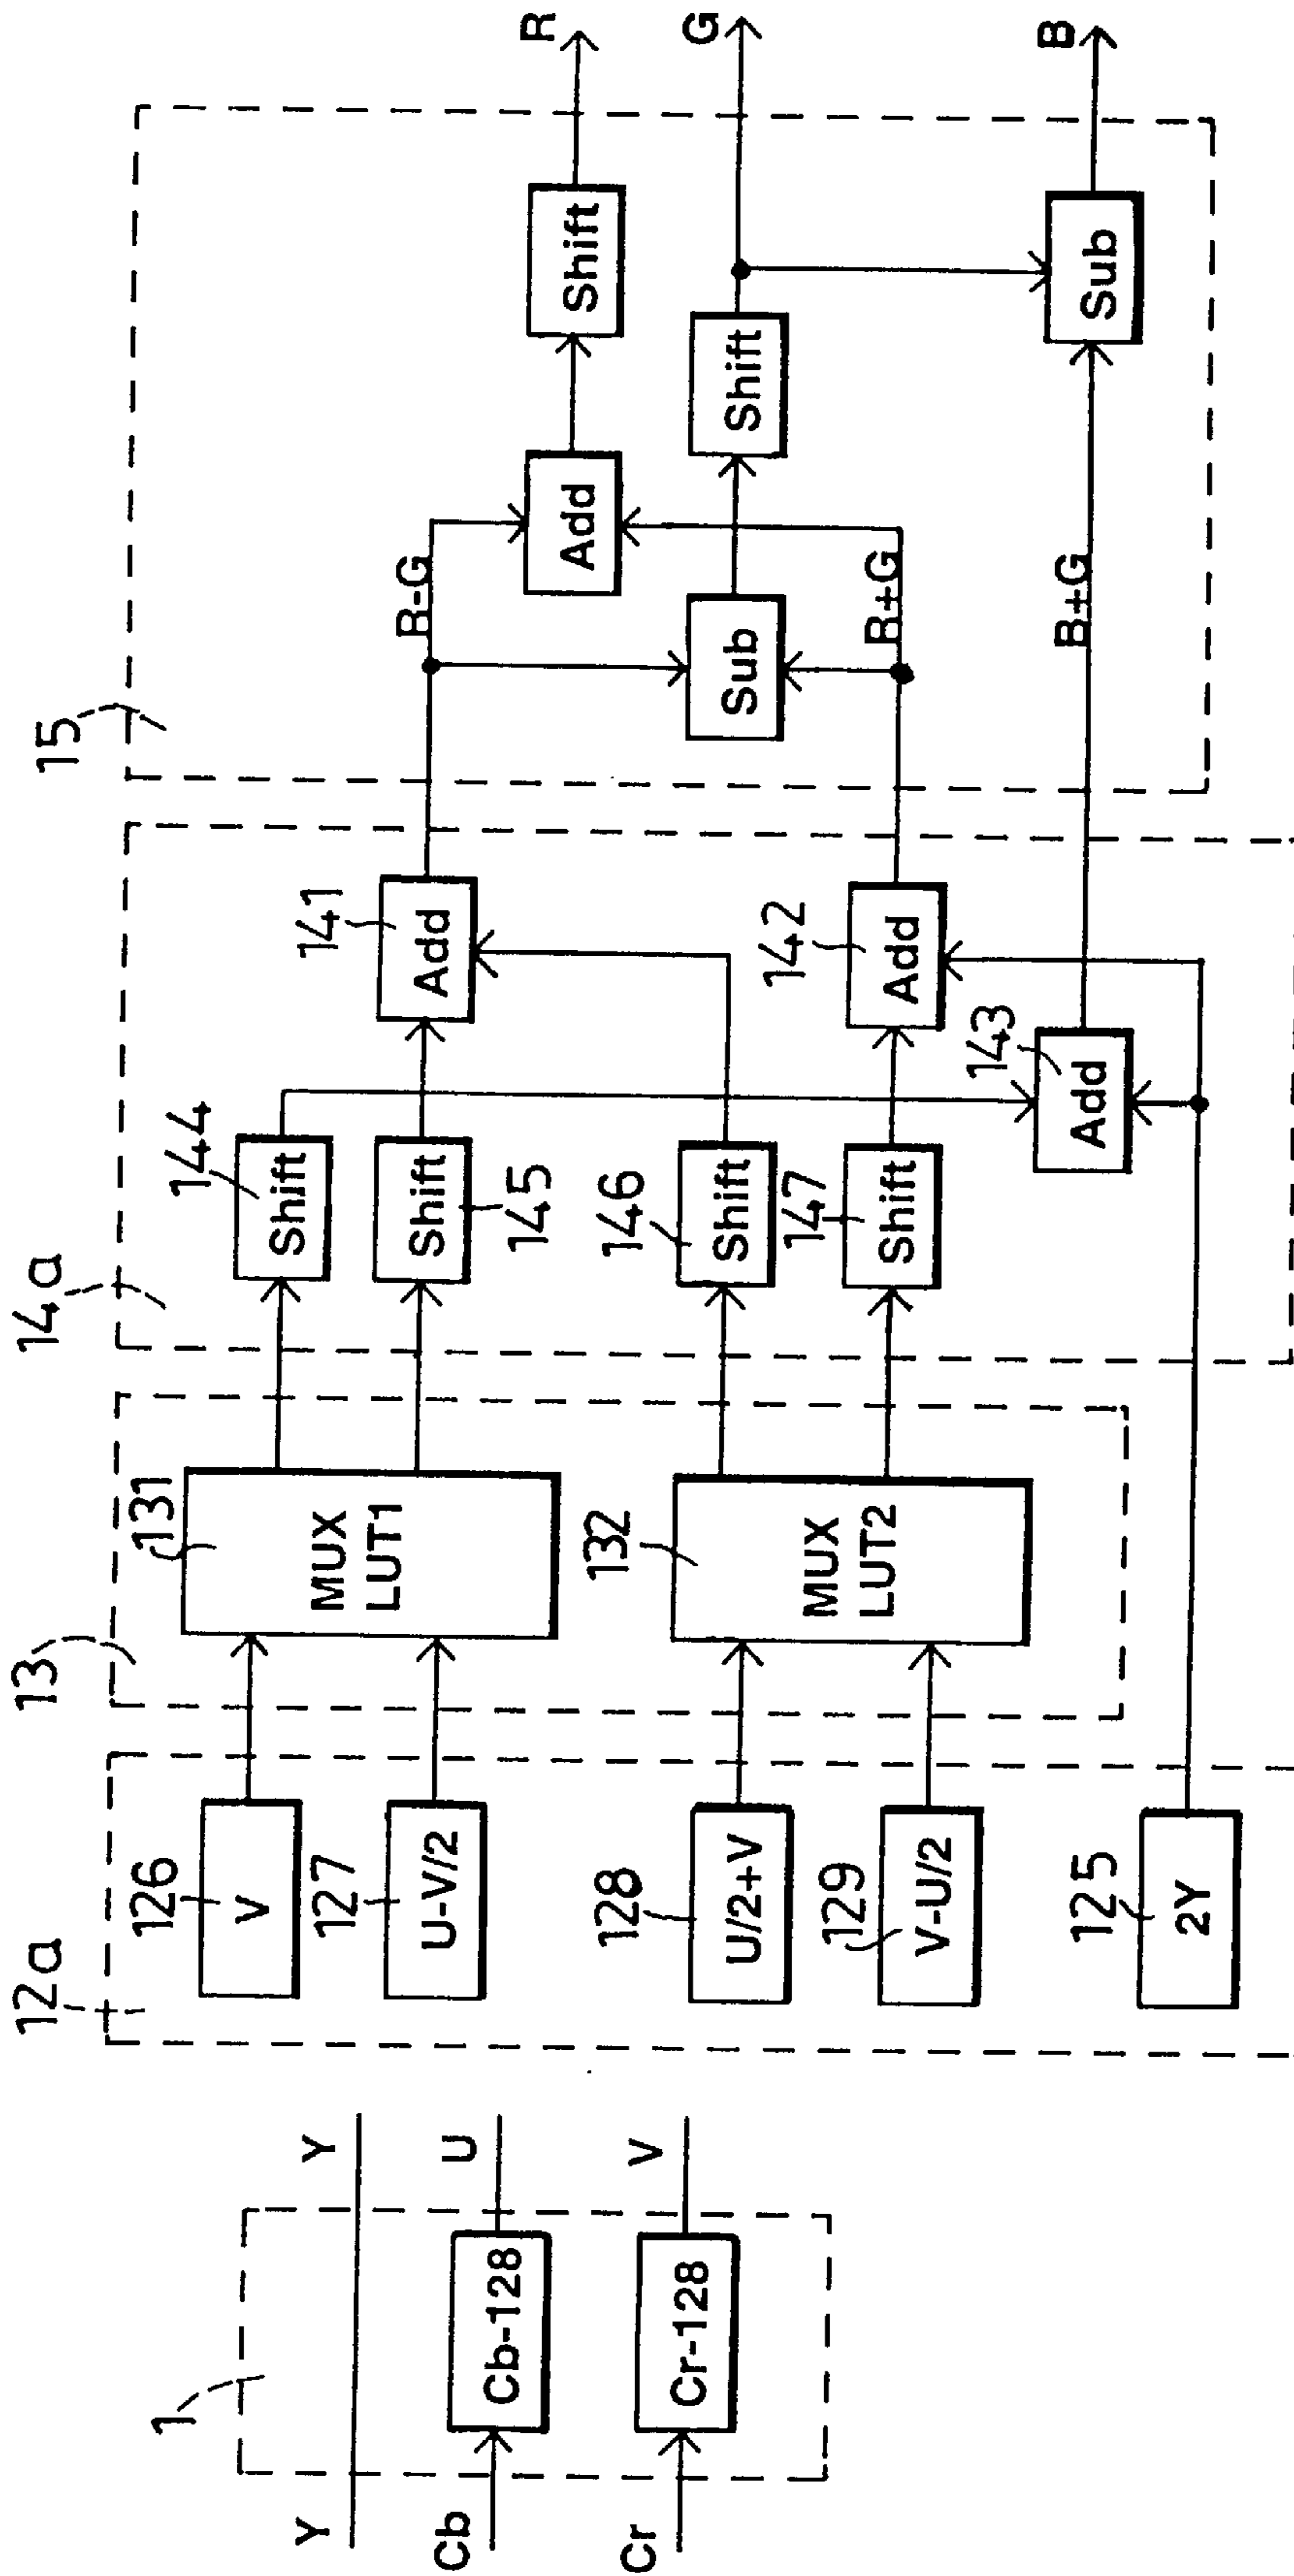 1
Y
Y
Cb
Cb-128
U
Cr
Cr-128
V
12a
126
V
127
U-V/2
128
U/2+V
129
V-U/2
125
2Y
13
131
MUX
LUT1
132
MUX
LUT2
14a
144
Shift
145
Shift
146
Shift
147
Shift
141
Add
142
Add
143
Add
15
R-G
R+G
B+G
Sub
Add
Shift
Shift
Sub
R
G
B